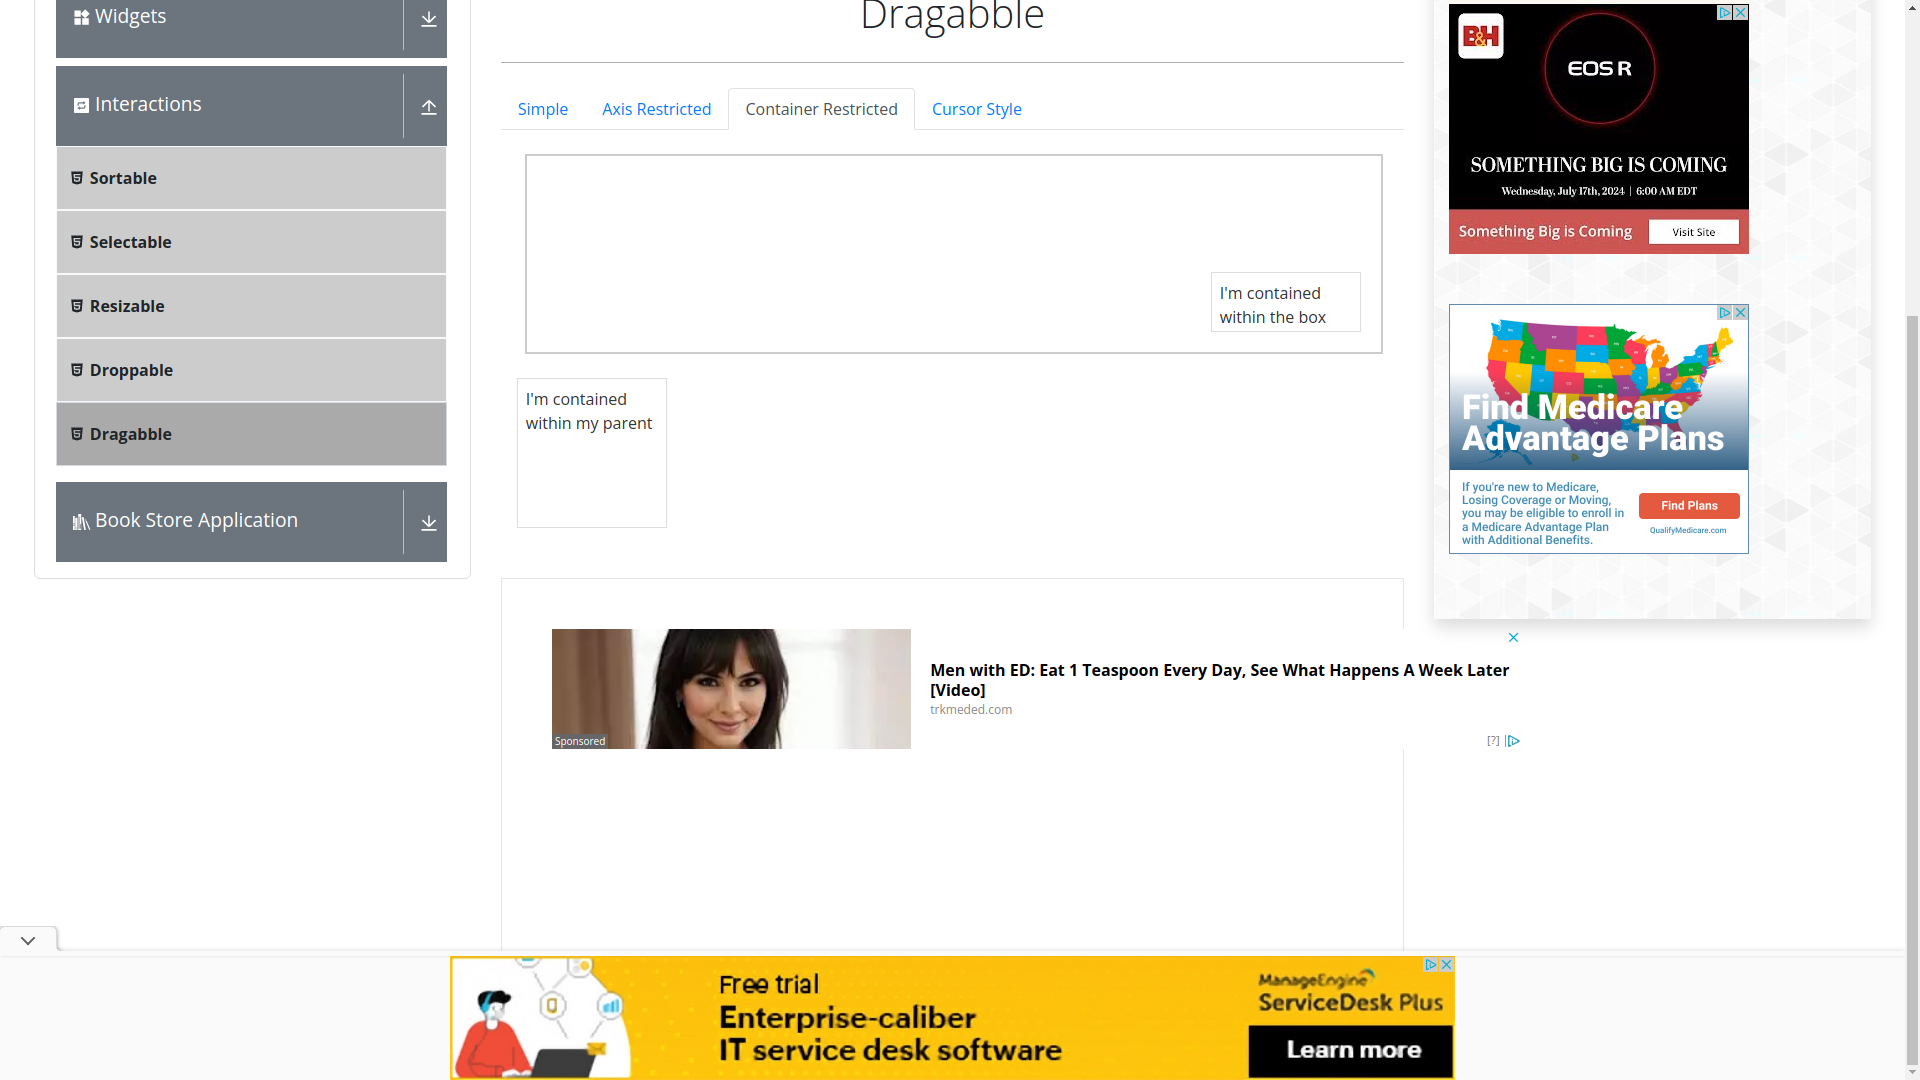 Widgets
Interactions
Sortable
Selectable
Resizable
Droppable
Dragabble
Book Store Application
Dragabble
Simple
Axis Restricted
Container Restricted
Cursor Style
I'm contained
within the box
I'm contained
within my parent
Men with ED: Eat 1 Teaspoon Every Day, See What Happens A Week Later
[Video]
trkmeded.com
Sponsored
[?]
B&H
EOS R
SOMETHING BIG IS COMING
Wednesday, July 17th, 2024 | 6:00 AM EDT
Something Big is Coming
Visit Site
Find Medicare
Advantage Plans
If you're new to Medicare,
Losing Coverage or Moving,
you may be eligible to enroll in
a Medicare Advantage Plan
with Additional Benefits.
Find Plans
QualifyMedicare.com
Free trial
Enterprise-caliber
IT service desk software
ManageEngine
ServiceDesk Plus
Learn more